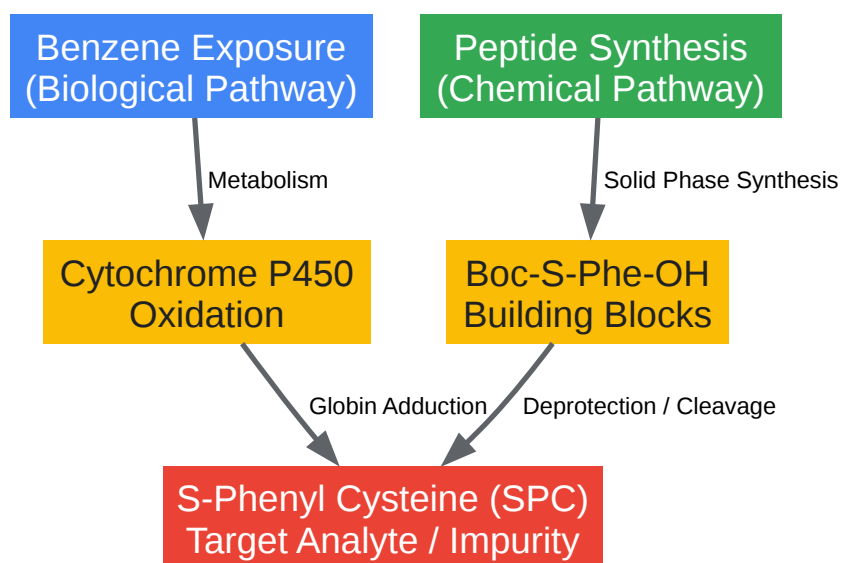 Benzene Exposure
(Biological Pathway)
Peptide Synthesis
(Chemical Pathway)
Metabolism
Solid Phase Synthesis
Cytochrome P450
Oxidation
Boc-S-Phe-OH
Building Blocks
Globin Adduction
Deprotection / Cleavage
S-Phenyl Cysteine (SPC)
Target Analyte / Impurity